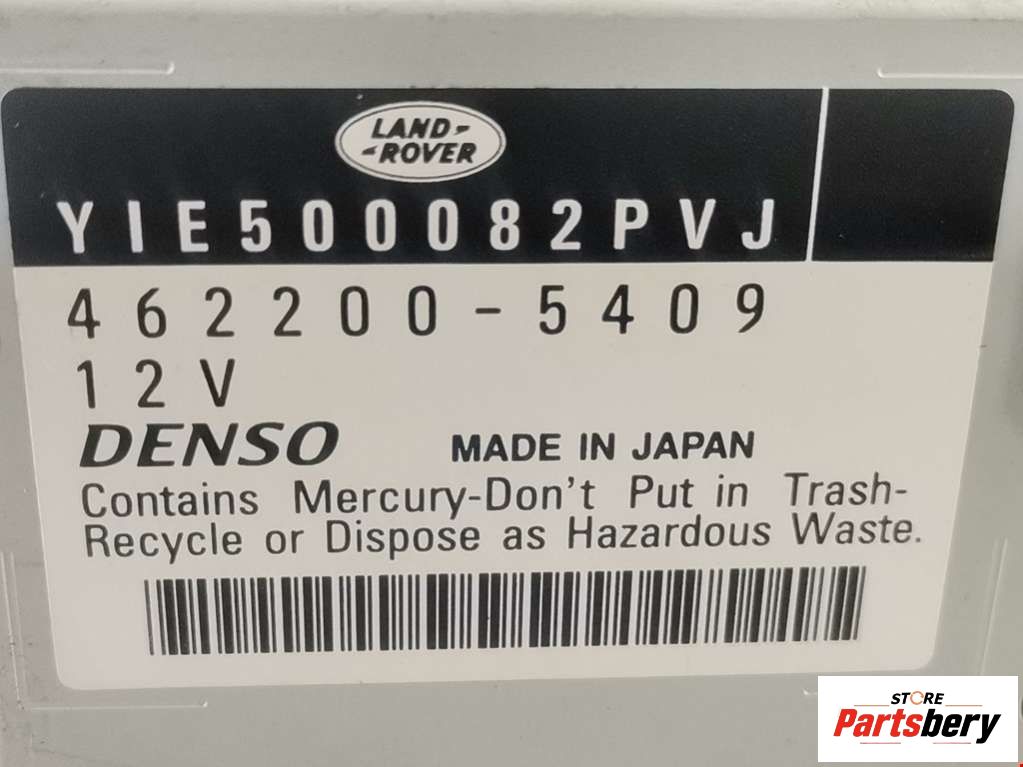 LAND-
-ROVER
YIE500082PVJ
462200-5409
12V
DENSO MADE IN JAPAN
Contains Mercury-Don't Put in Trash-
Recycle or Dispose as Hazardous Waste.
STORE
Partsbery